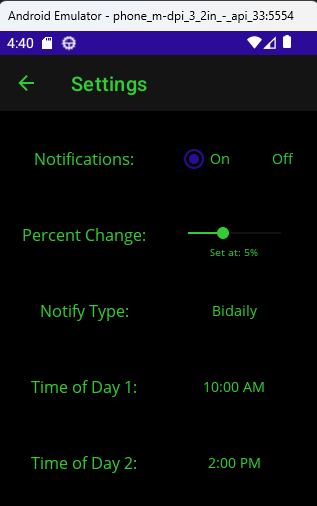 Android Emulator - phone_m-dpi_3_2in_-_api_33:5554
4:40
Settings
Notifications: On Off
Percent Change:
Set at: 5%
Notify Type: Bidaily
Time of Day 1: 10:00 AM
Time of Day 2: 2:00 PM